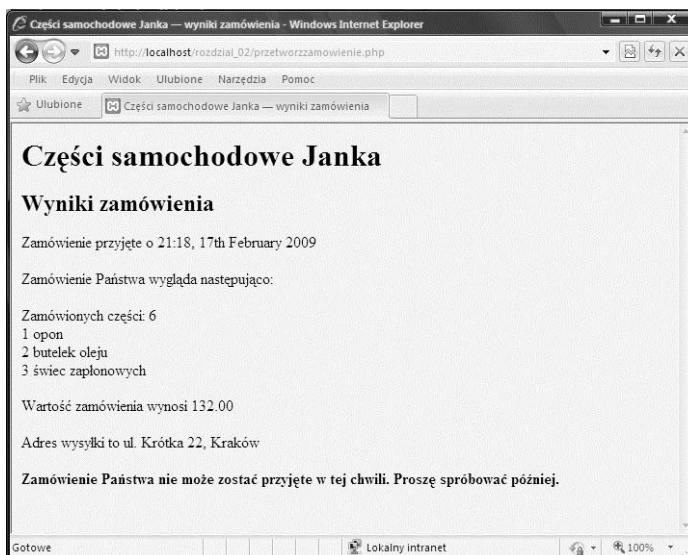 Części samochodowe Janka — wyniki zamówienia - Windows Internet Explorer
http://localhost/rozdzial_02/przetworzzamowienie.php
Plik Edycja Widok Ulubione Narzędzia Pomoc
Ulubione Części samochodowe Janka — wyniki zamówienia
Części samochodowe Janka
Wyniki zamówienia
Zamówienie przyjęte o 21:18, 17th February 2009
Zamówienie Państwa wygląda następująco:
Zamówionych części: 6
1 opon
2 butelek oleju
3 świec zapłonowych
Wartość zamówienia wynosi 132.00
Adres wysyłki to ul. Krótka 22, Kraków
Zamówienie Państwa nie może zostać przyjęte w tej chwili. Proszę spróbować później.
Gotowe Lokalny intranet 100%